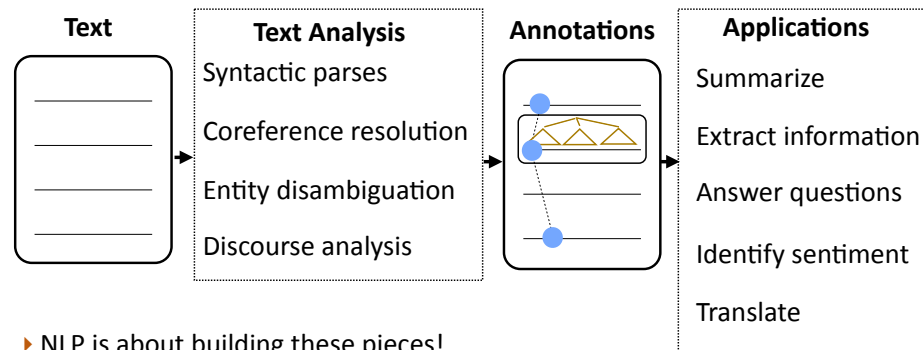 Text
Text Analysis
Syntactic parses
Coreference resolution
Entity disambiguation
Discourse analysis
Annotations
Applications
Summarize
Extract information
Answer questions
Identify sentiment
Translate
NLP is about building these pieces!